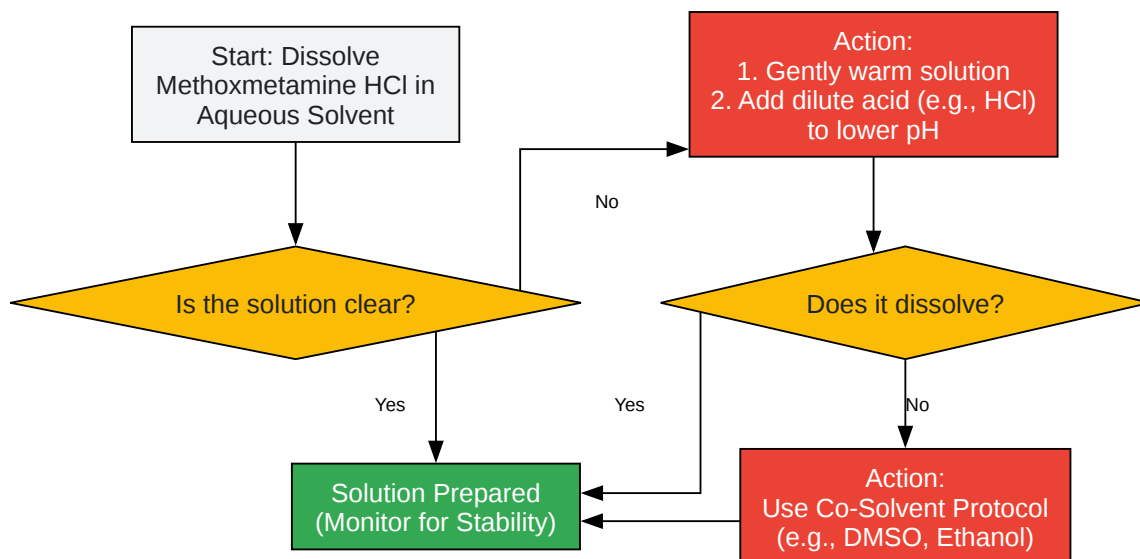 Start: Dissolve
Methoxmetamine HCl in
Aqueous Solvent
Action:
1. Gently warm solution
2. Add dilute acid (e.g., HCl)
to lower pH
No
Is the solution clear?
Does it dissolve?
Yes
Yes
No
Solution Prepared
(Monitor for Stability)
Action:
Use Co-Solvent Protocol
(e.g., DMSO, Ethanol)